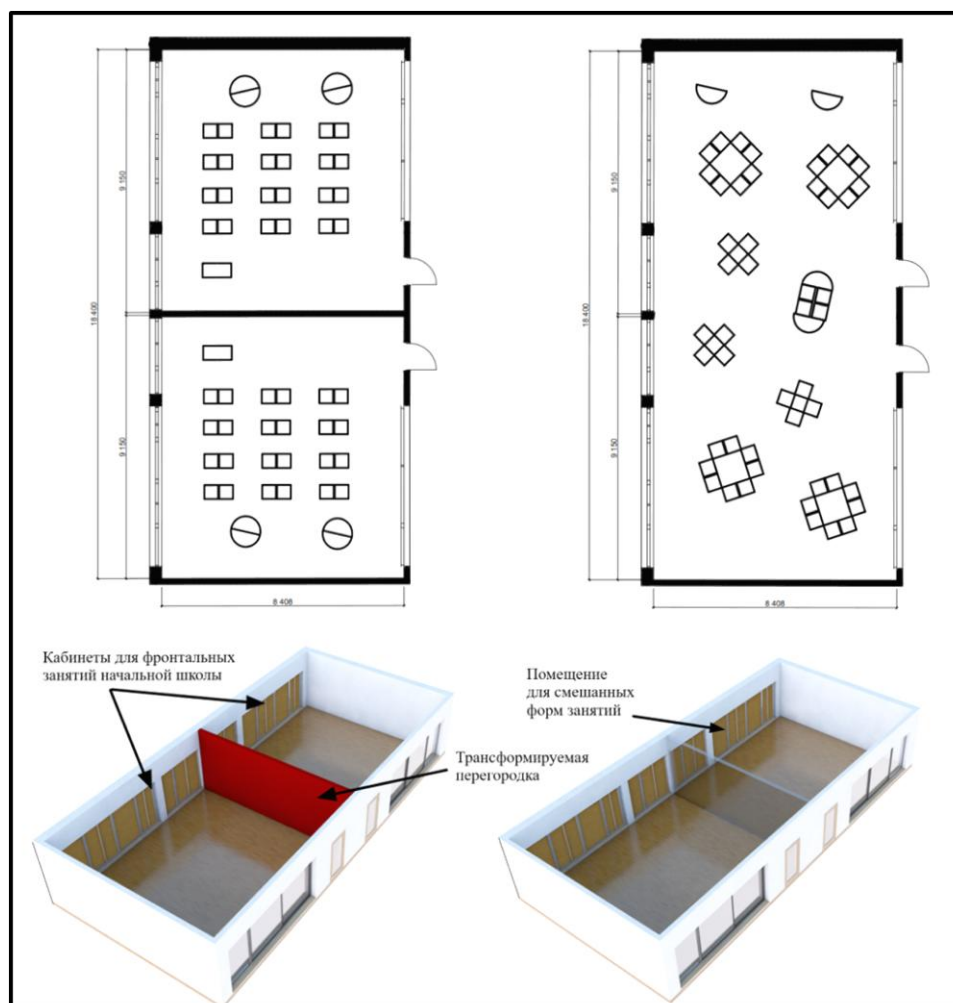 9.150
18.400
9.150
8 408
9.150
18.400
9.150
8.408
Кабинеты для фронтальных
занятий начальной школы
Трансформируемая
перегородка
Помещение
для смешанных
форм занятий